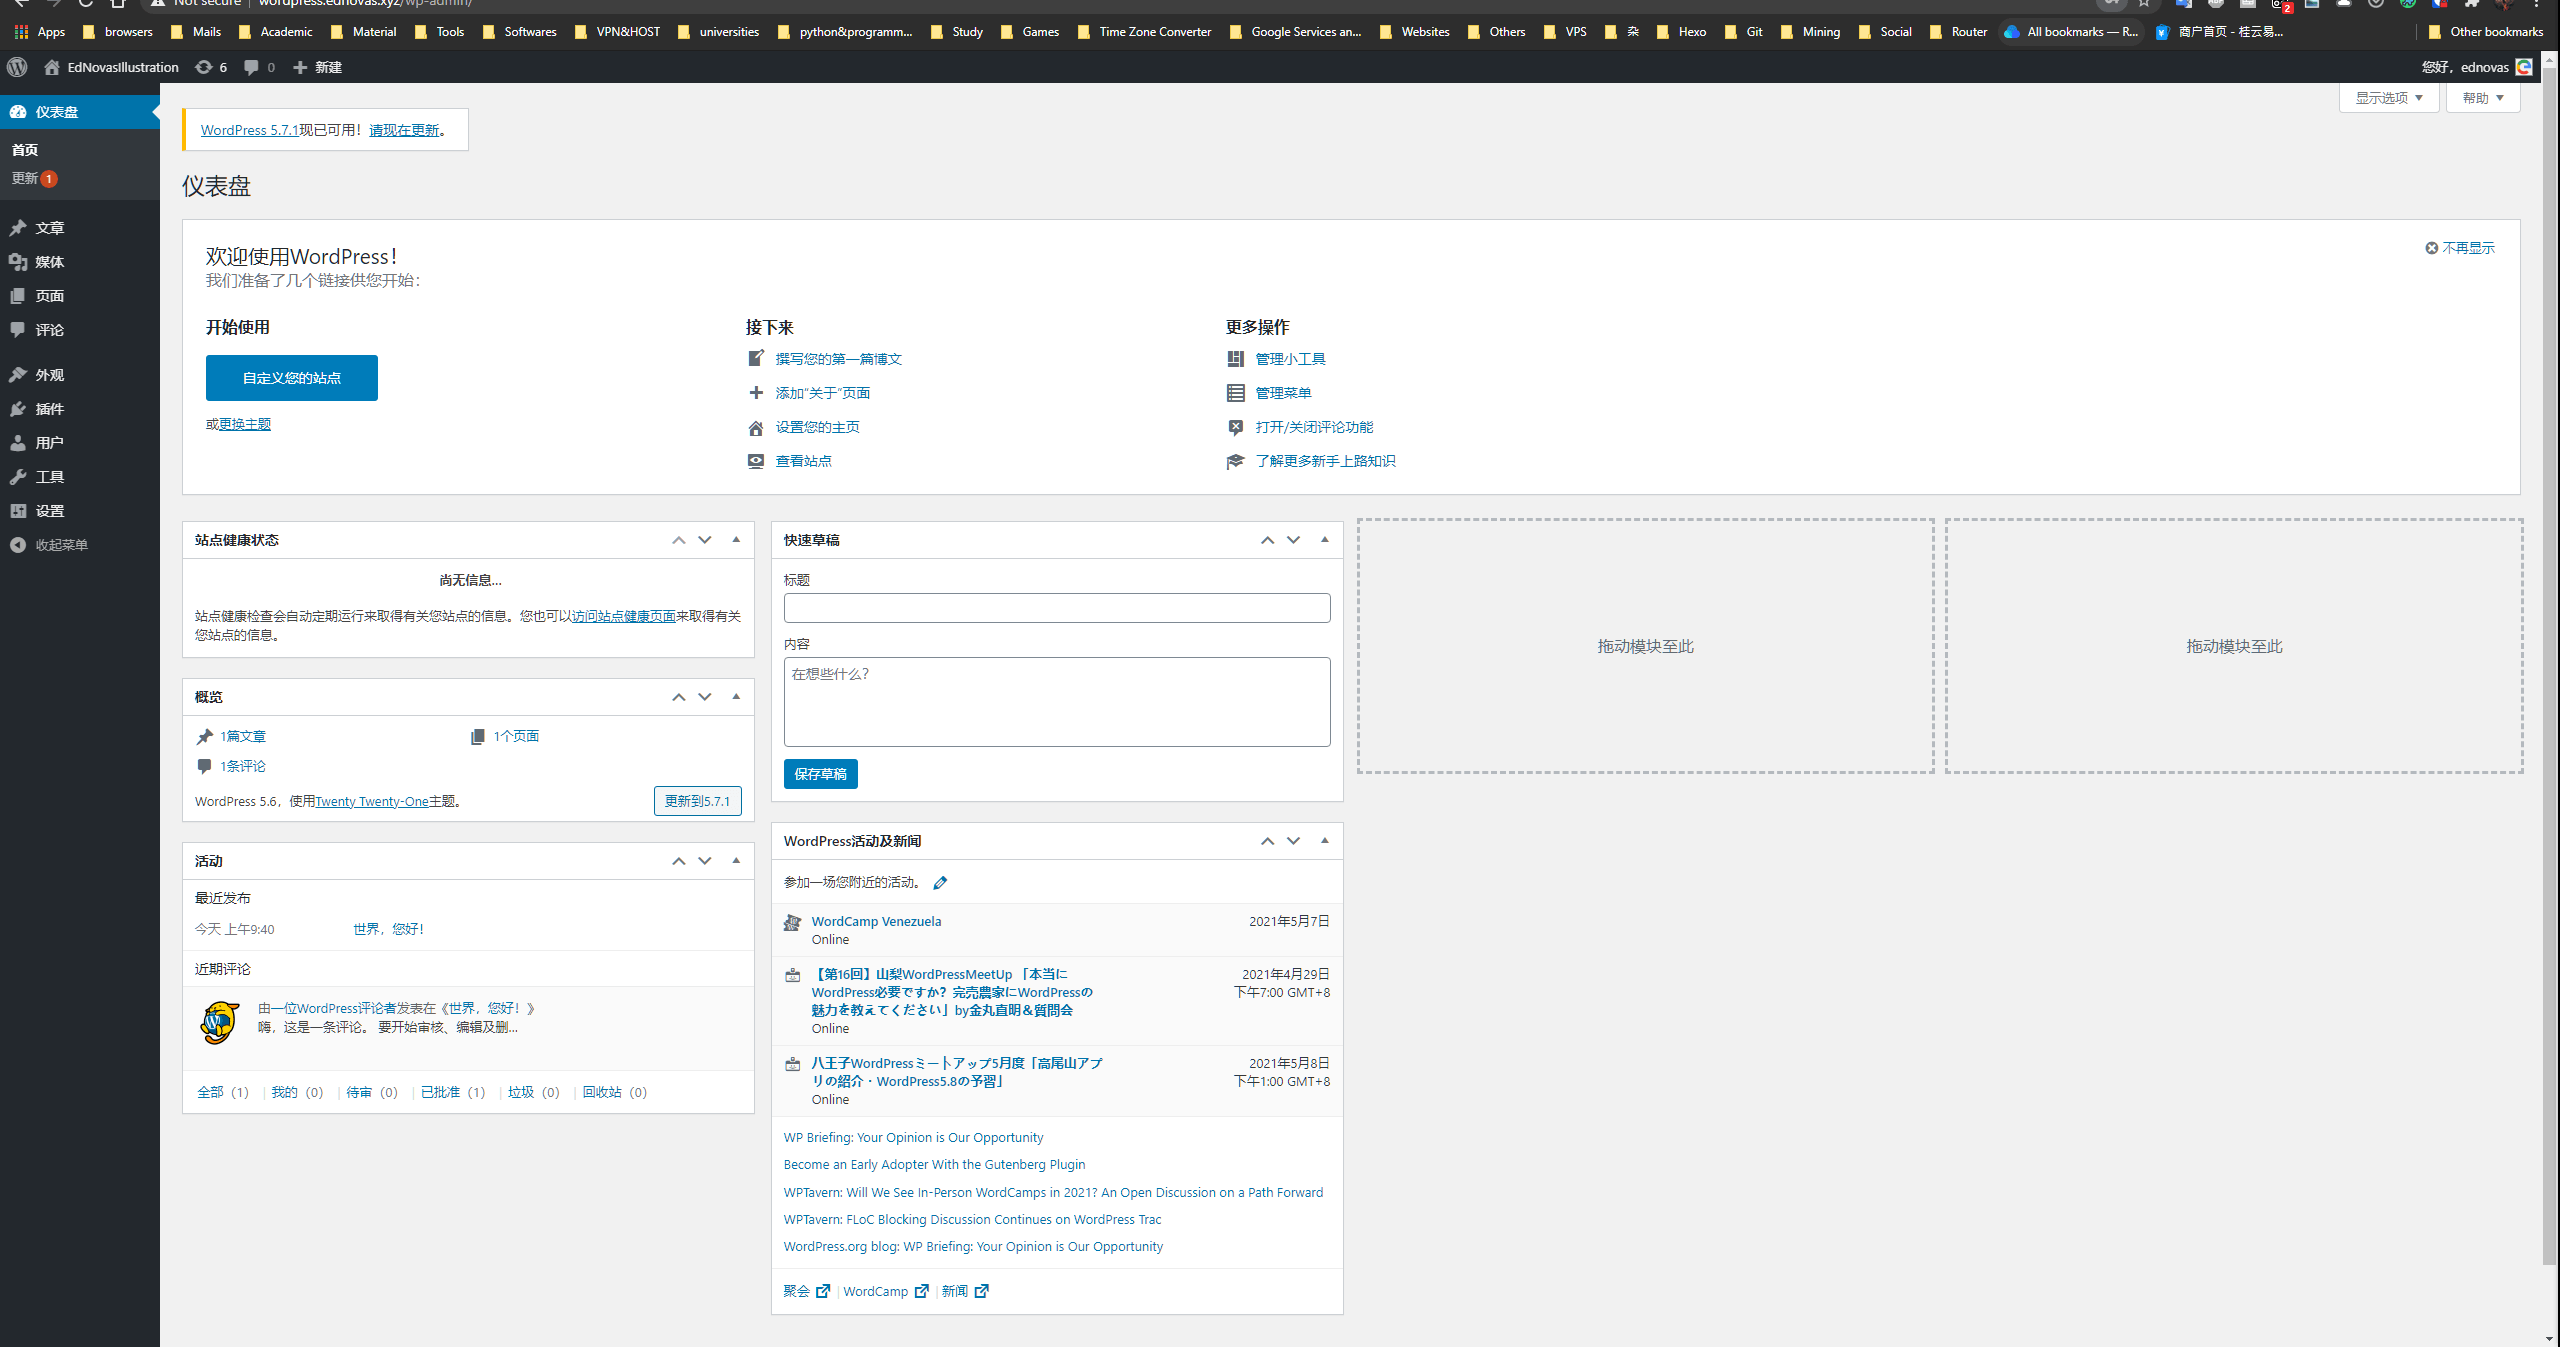 Not secure | wordpress.ednovas.xyz/wp-admin/
Apps browsers Mails Academic Material Tools Softwares VPN&HOST universities python&programm... Study Games Time Zone Converter Google Services an... Websites Others VPS 杂 Hexo Git Mining Social Router All bookmarks — R... 商户首页 - 桂云易... Other bookmarks
EdNovasIllustration 6 0 新建 您好，ednovas
仪表盘
首页
更新 1
文章
媒体
页面
评论
外观
插件
用户
工具
设置
收起菜单
显示选项 帮助
WordPress 5.7.1现已可用！请现在更新。
仪表盘
欢迎使用WordPress！
我们准备了几个链接供您开始：
不再显示
开始使用
自定义您的站点
或更换主题
接下来
撰写您的第一篇博文
添加“关于”页面
设置您的主页
查看站点
更多操作
管理小工具
管理菜单
打开/关闭评论功能
了解更多新手上路知识
站点健康状态
尚无信息...
站点健康检查会自动定期运行来取得有关您站点的信息。您也可以访问站点健康页面来取得有关
您站点的信息。
概览
1篇文章 1个页面
1条评论
WordPress 5.6，使用Twenty Twenty-One主题。 更新到5.7.1
活动
最近发布
今天 上午9:40 世界，您好！
近期评论
由一位WordPress评论者发表在《世界，您好！》
嗨，这是一条评论。 要开始审核、编辑及删...
全部（1） | 我的（0） | 待审（0） | 已批准（1） | 垃圾（0） | 回收站（0）
快速草稿
标题
内容
在想些什么？
保存草稿
WordPress活动及新闻
参加一场您附近的活动。
WordCamp Venezuela 2021年5月7日
Online
【第16回】山梨WordPressMeetUp 「本当に 2021年4月29日
WordPress必要ですか？完売農家にWordPressの 下午7:00 GMT+8
魅力を教えてください」by金丸直明＆質問会
Online
八王子WordPressミートアップ5月度「高尾山アプ 2021年5月8日
リの紹介・WordPress5.8の予習」 下午1:00 GMT+8
Online
WP Briefing: Your Opinion is Our Opportunity
Become an Early Adopter With the Gutenberg Plugin
WPTavern: Will We See In-Person WordCamps in 2021? An Open Discussion on a Path Forward
WPTavern: FLoC Blocking Discussion Continues on WordPress Trac
WordPress.org blog: WP Briefing: Your Opinion is Our Opportunity
聚会 | WordCamp | 新闻
拖动模块至此
拖动模块至此